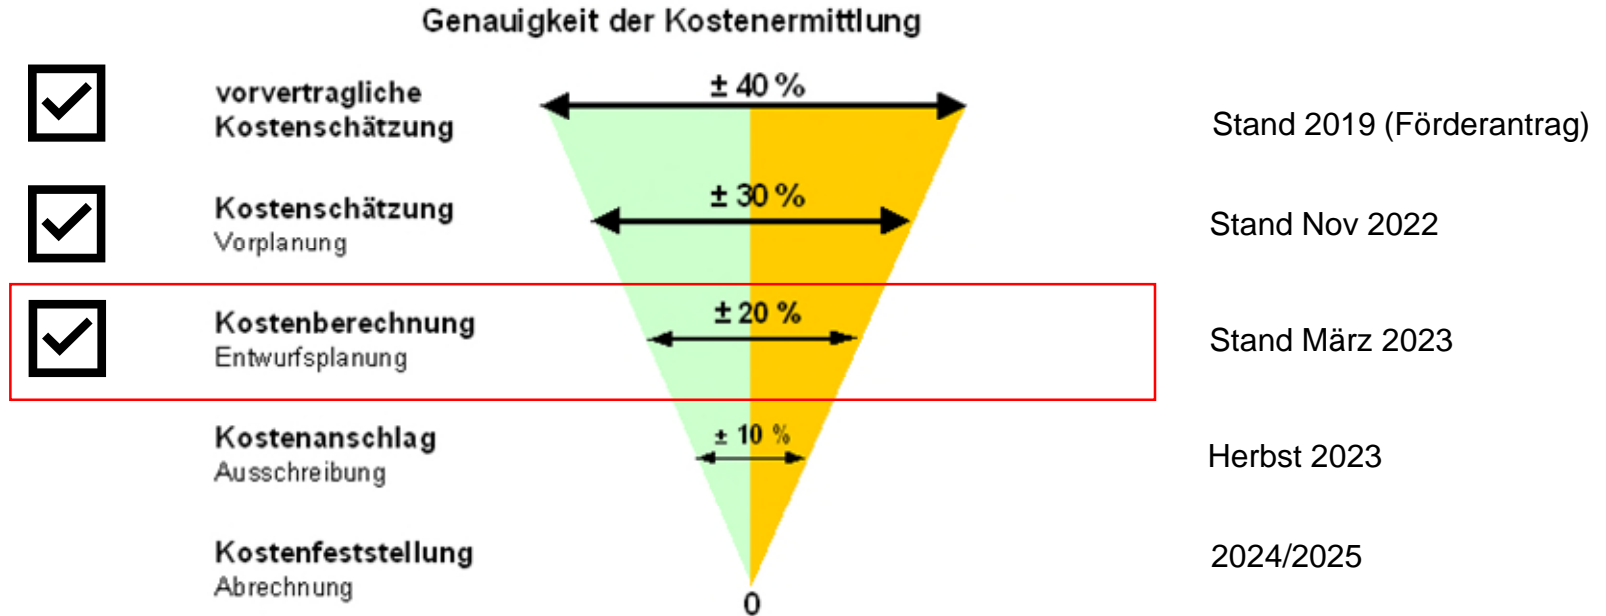 Genauigkeit der Kostenermittlung
vorvertragliche
Kostenschätzung
± 40 %
Stand 2019 (Förderantrag)
Kostenschätzung
Vorplanung
± 30 %
Stand Nov 2022
Kostenberechnung
Entwurfsplanung
± 20 %
Stand März 2023
Kostenanschlag
Ausschreibung
± 10 %
Herbst 2023
Kostenfeststellung
Abrechnung
0
2024/2025